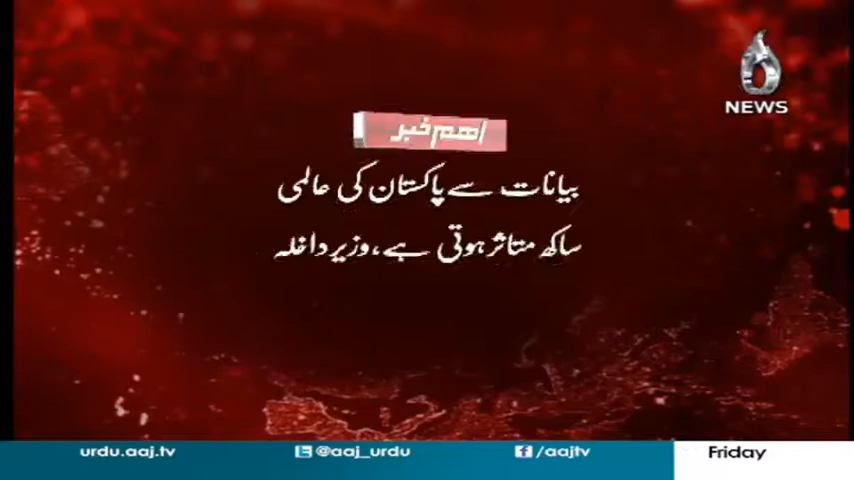 NEWS
اهم خبر
بیانات سے پاکستان کی عالمی
ساکھ متاثر ہوتی ہے، وزیر داخلہ
urdu.aaj.tv @aaj_urdu /aajtv Friday